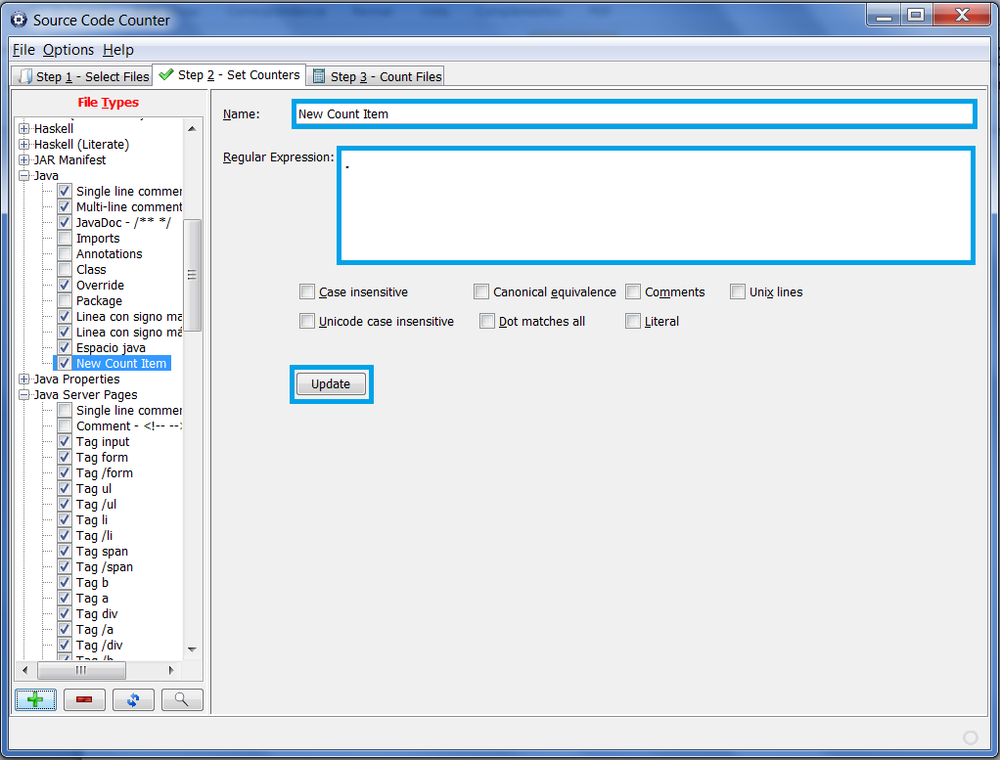 Source Code Counter
File Options Help
Step 1 - Select Files
Step 2 - Set Counters
Step 3 - Count Files
File Types
Haskell
Haskell (Literate)
JAR Manifest
Java
Single line commer
Multi-line comment
JavaDoc - /** */
Imports
Annotations
Class
Override
Package
Linea con signo ma
Linea con signo má
Espacio java
New Count Item
Java Properties
Java Server Pages
Single line commer
Comment - <!-- -->
Tag input
Tag form
Tag /form
Tag ul
Tag /ul
Tag li
Tag /li
Tag span
Tag /span
Tag b
Tag a
Tag div
Tag /a
Tag /div
Name:
New Count Item
Regular Expression:
.
Case insensitive
Canonical equivalence
Comments
Unix lines
Unicode case insensitive
Dot matches all
Literal
Update